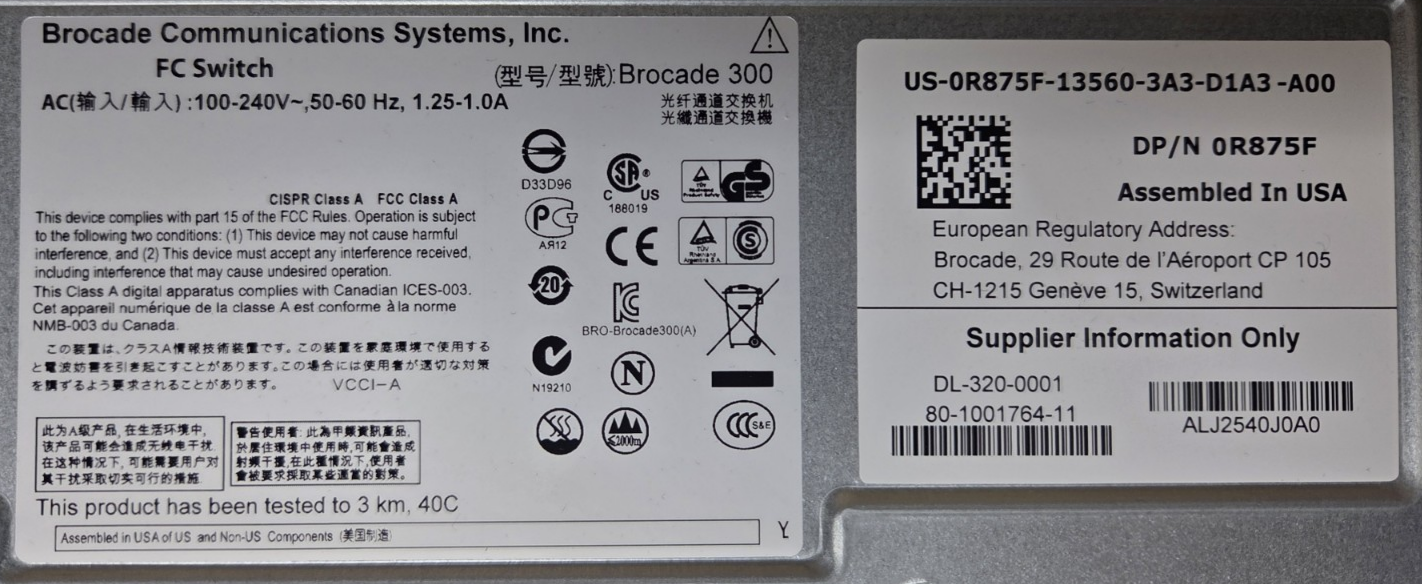 Brocade Communications Systems, Inc.
FC Switch
(型号/型號):Brocade 300
AC(输入/輸入) :100-240V~,50-60 Hz, 1.25-1.0A
光纤通道交换机
光纖通道交換機
D33D96
C US
188019
CISPR Class A FCC Class A
This device complies with part 15 of the FCC Rules. Operation is subject
to the following two conditions: (1) This device may not cause harmful
interference, and (2) This device must accept any interference received,
including interference that may cause undesired operation.
This Class A digital apparatus complies with Canadian ICES-003.
Cet appareil numérique de la classe A est conforme à la norme
NMB-003 du Canada.
この装置は、クラスA情報技術装置です。この装置を家庭環境で使用する
と電波妨害を引き起こすことがあります。この場合には使用者が適切な対策
を講ずるよう要求されることがあります。 VCCI-A
GS
АЯ12
CE
TÜV
S
20
BRO-Brocade300(A)
N19210
N
≤2000m
CCC S&E
此为A级产品, 在生活环境中,
该产品可能会造成无线电干扰.
在这种情况下, 可能需要用户对
其干扰采取切实可行的措施
警告使用者: 此為甲類資訊產品,
於居住環境中使用時,可能會造成
射頻干擾,在此種情況下,使用者
會被要求採取某些適當的對策。
This product has been tested to 3 km, 40C
Assembled in USA of US and Non-US Components (美国制造)
Y
US-0R875F-13560-3A3-D1A3-A00
DP/N 0R875F
Assembled In USA
European Regulatory Address:
Brocade, 29 Route de l'Aéroport CP 105
CH-1215 Genève 15, Switzerland
Supplier Information Only
DL-320-0001
80-1001764-11
ALJ2540J0A0